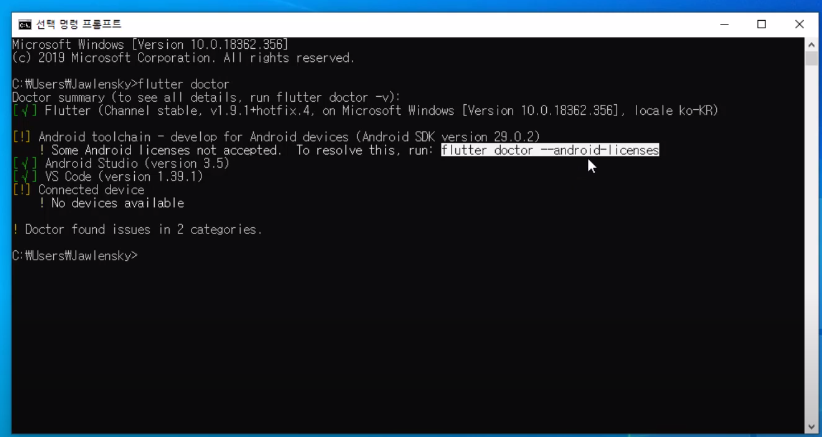 선택 명령 프롬프트
Microsoft Windows [Version 10.0.18362.356]
(c) 2019 Microsoft Corporation. All rights reserved.
C:₩Users₩Jawlensky>flutter doctor
Doctor summary (to see all details, run flutter doctor -v):
[√] Flutter (Channel stable, v1.9.1+hotfix.4, on Microsoft Windows [Version 10.0.18362.356], locale ko-KR)
[!] Android toolchain - develop for Android devices (Android SDK version 29.0.2)
! Some Android licenses not accepted.  To resolve this, run: flutter doctor --android-licenses
[√] Android Studio (version 3.5)
[√] VS Code (version 1.39.1)
[!] Connected device
! No devices available
! Doctor found issues in 2 categories.
C:₩Users₩Jawlensky>